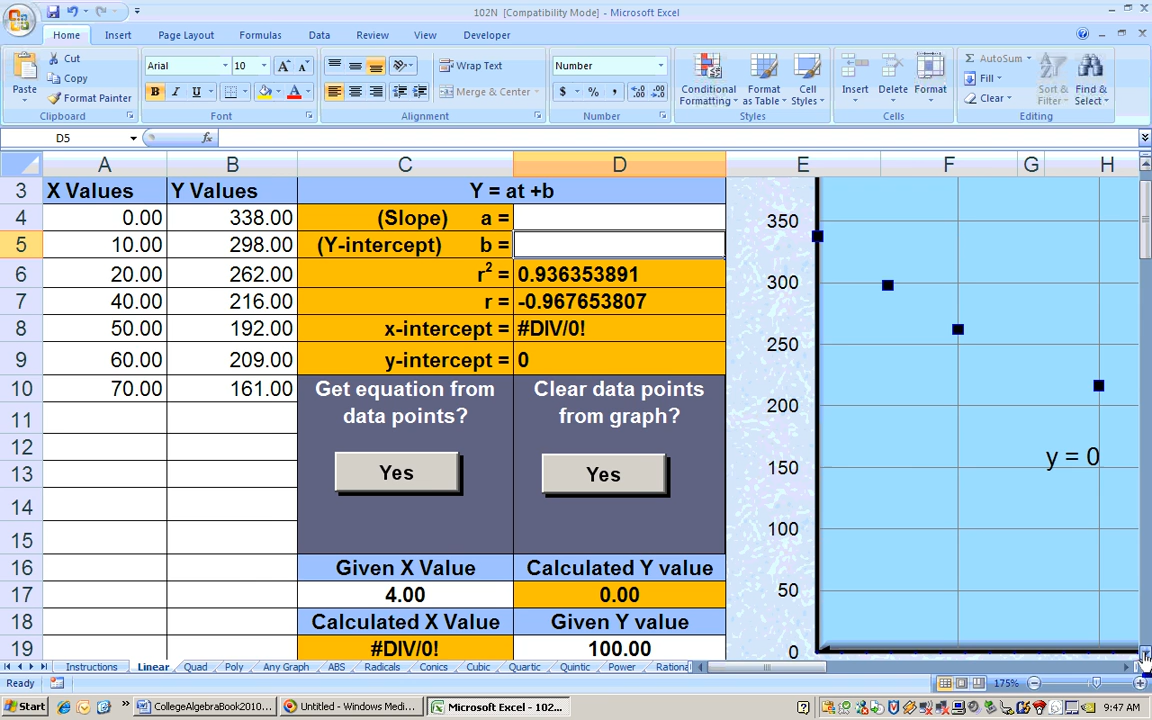 102N [Compatibility Mode] - Microsoft Excel
Home Insert Page Layout Formulas Data Review View Developer
Cut
Copy
Format Painter
Paste
Clipboard
Arial 10
B I U
Font
Wrap Text
Merge & Center
Alignment
Number
$ % ,
Number
Conditional Formatting
Format as Table
Cell Styles
Styles
Insert Delete Format
Cells
AutoSum
Fill
Clear
Sort & Filter
Find & Select
Editing
D5 fx
A B C D E F G H
3 X Values Y Values Y = at +b
4 0.00 338.00 (Slope) a =
5 10.00 298.00 (Y-intercept) b =
6 20.00 262.00 r² = 0.936353891
7 40.00 216.00 r = -0.967653807
8 50.00 192.00 x-intercept = #DIV/0!
9 60.00 209.00 y-intercept = 0
10 70.00 161.00 Get equation from Clear data points
11 data points? from graph?
12
13 Yes Yes
14
15
16 Given X Value Calculated Y value
17 4.00 0.00
18 Calculated X Value Given Y value
19 #DIV/0! 100.00
350
300
250
200
y = 0
150
100
50
0
Instructions Linear Quad Poly Any Graph ABS Radicals Conics Cubic Quartic Quintic Power Rational
Ready 175%
Start CollegeAlgebraBook2010... Untitled - Windows Medi... Microsoft Excel - 102... 9:47 AM